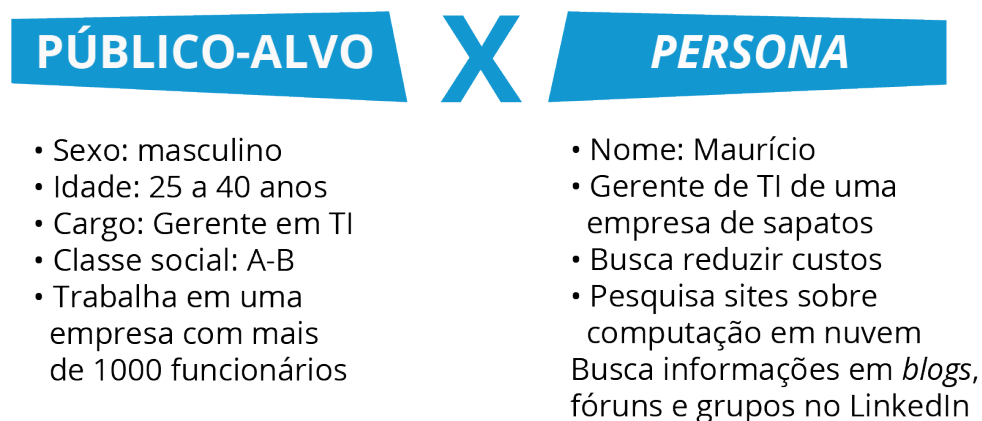 PÚBLICO-ALVO
X
PERSONA
• Sexo: masculino
• Idade: 25 a 40 anos
• Cargo: Gerente em TI
• Classe social: A-B
• Trabalha em uma
empresa com mais
de 1000 funcionários
• Nome: Maurício
• Gerente de TI de uma
empresa de sapatos
• Busca reduzir custos
• Pesquisa sites sobre
computação em nuvem
Busca informações em blogs,
fóruns e grupos no LinkedIn